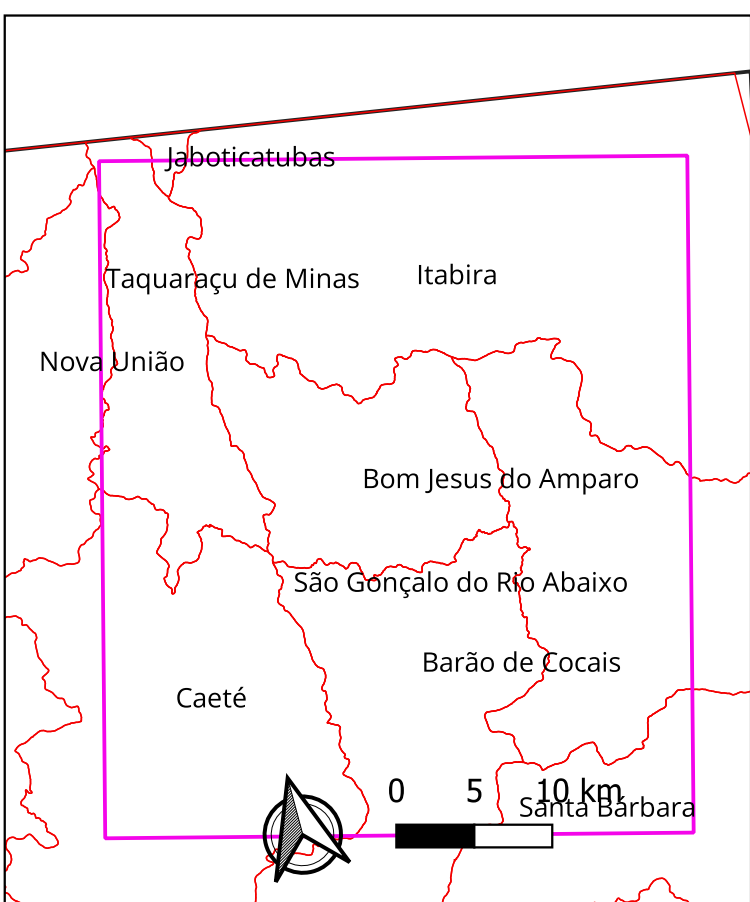 Jaboticatubas
Taquaraçu de Minas
Itabira
Nova União
Bom Jesus do Amparo
São Gonçalo do Rio Abaixo
Barão de Cocais
Caeté
0 5 10 km
Santa Bárbara